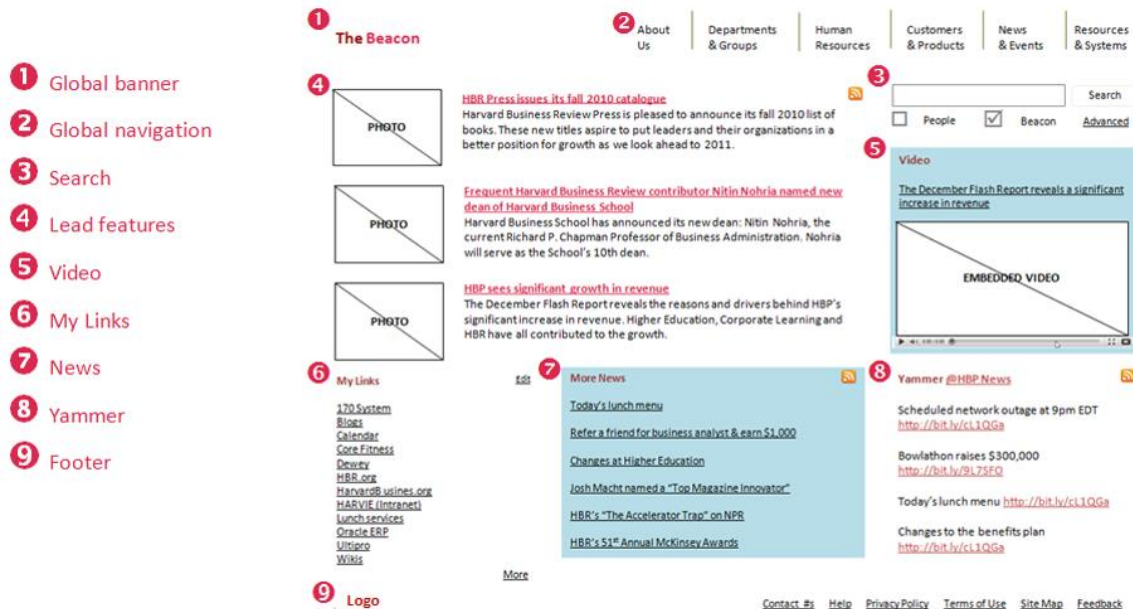 1 Global banner
2 Global navigation
3 Search
4 Lead features
5 Video
6 My Links
7 News
8 Yammer
9 Footer
1
The Beacon
2
About
Us
Departments
& Groups
Human
Resources
Customers
& Products
News
& Events
Resources
& Systems
3
Search
People
Beacon
Advanced
4
PHOTO
HBR Press issues its fall 2010 catalogue
Harvard Business Review Press is pleased to announce its fall 2010 list of
books. These new titles aspire to put leaders and their organizations in a
better position for growth as we look ahead to 2011.
PHOTO
Frequent Harvard Business Review contributor Nitin Nohria named new
dean of Harvard Business School
Harvard Business School has announced its new dean: Nitin Nohria, the
current Richard P. Chapman Professor of Business Administration. Nohria
will serve as the School's 10th dean.
PHOTO
HBP sees significant growth in revenue
The December Flash Report reveals the reasons and drivers behind HBP's
significant increase in revenue. Higher Education, Corporate Learning and
HBR have all contributed to the growth.
5
Video
The December Flash Report reveals a significant
increase in revenue
EMBEDDED VIDEO
6
My Links
Edit
170 System
Blogs
Calendar
Core Fitness
Dewey
HBR.org
HarvardB usines.org
HARVIE (Intranet)
Lunch services
Oracle ERP
Ultipro
Wikis
More
7
More News
Today's lunch menu
Refer a friend for business analyst & earn $1,000
Changes at Higher Education
Josh Macht named a "Top Magazine Innovator"
HBR's "The Accelerator Trap" on NPR
HBR's 51st Annual McKinsey Awards
8
Yammer @HBP News
Scheduled network outage at 9pm EDT
http://bit.ly/cL1QGa
Bowlathon raises $300,000
http://bit.ly/9L7SFO
Today's lunch menu http://bit.ly/cL1QGa
Changes to the benefits plan
http://bit.ly/cL1QGa
9
Logo
Contact #s Help Privacy Policy Terms of Use Site Map Feedback